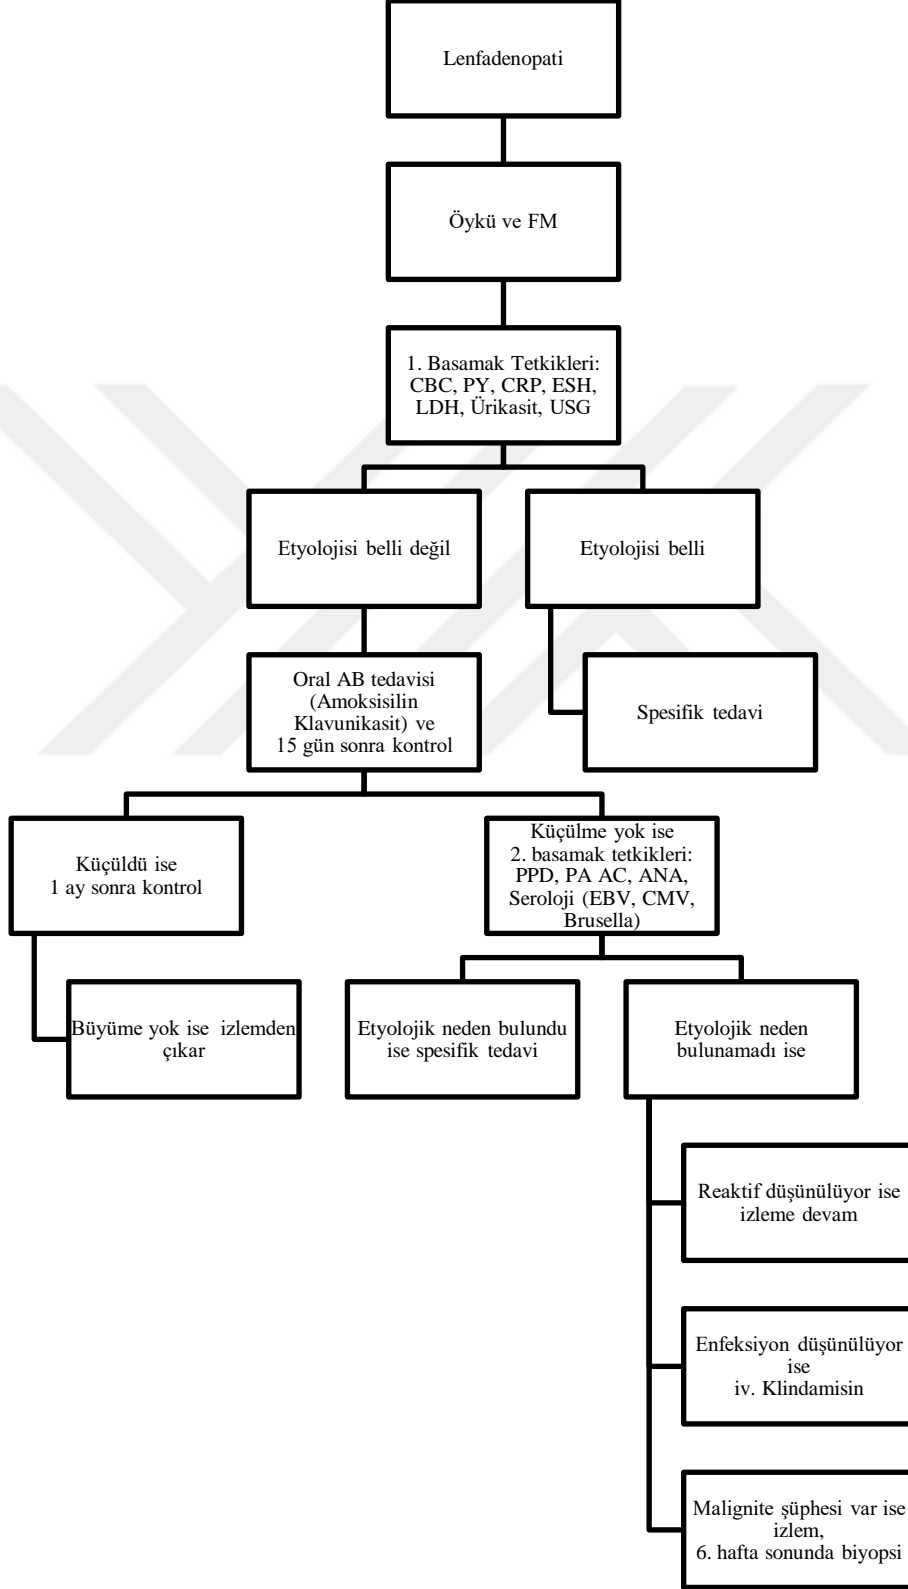 Lenfadenopati
Öykü ve FM
1. Basamak Tetkikleri:
CBC, PY, CRP, ESH,
LDH, Ürikasit, USG
Etyolojisi belli değil
Etyolojisi belli
Oral AB tedavisi
(Amoksisilin
Klavunikasit) ve
15 gün sonra kontrol
Spesifik tedavi
Küçüldü ise
1 ay sonra kontrol
Küçülme yok ise
2. basamak tetkikleri:
PPD, PA AC, ANA,
Seroloji (EBV, CMV,
Brusella)
Büyüme yok ise izlemden
çıkar
Etyolojik neden bulundu
ise spesifik tedavi
Etyolojik neden
bulunamadı ise
Reaktif düşünülüyor ise
izleme devam
Enfeksiyon düşünülüyor
ise
iv. Klindamisin
Malignite şüphesi var ise
izlem,
6. hafta sonunda biyopsi